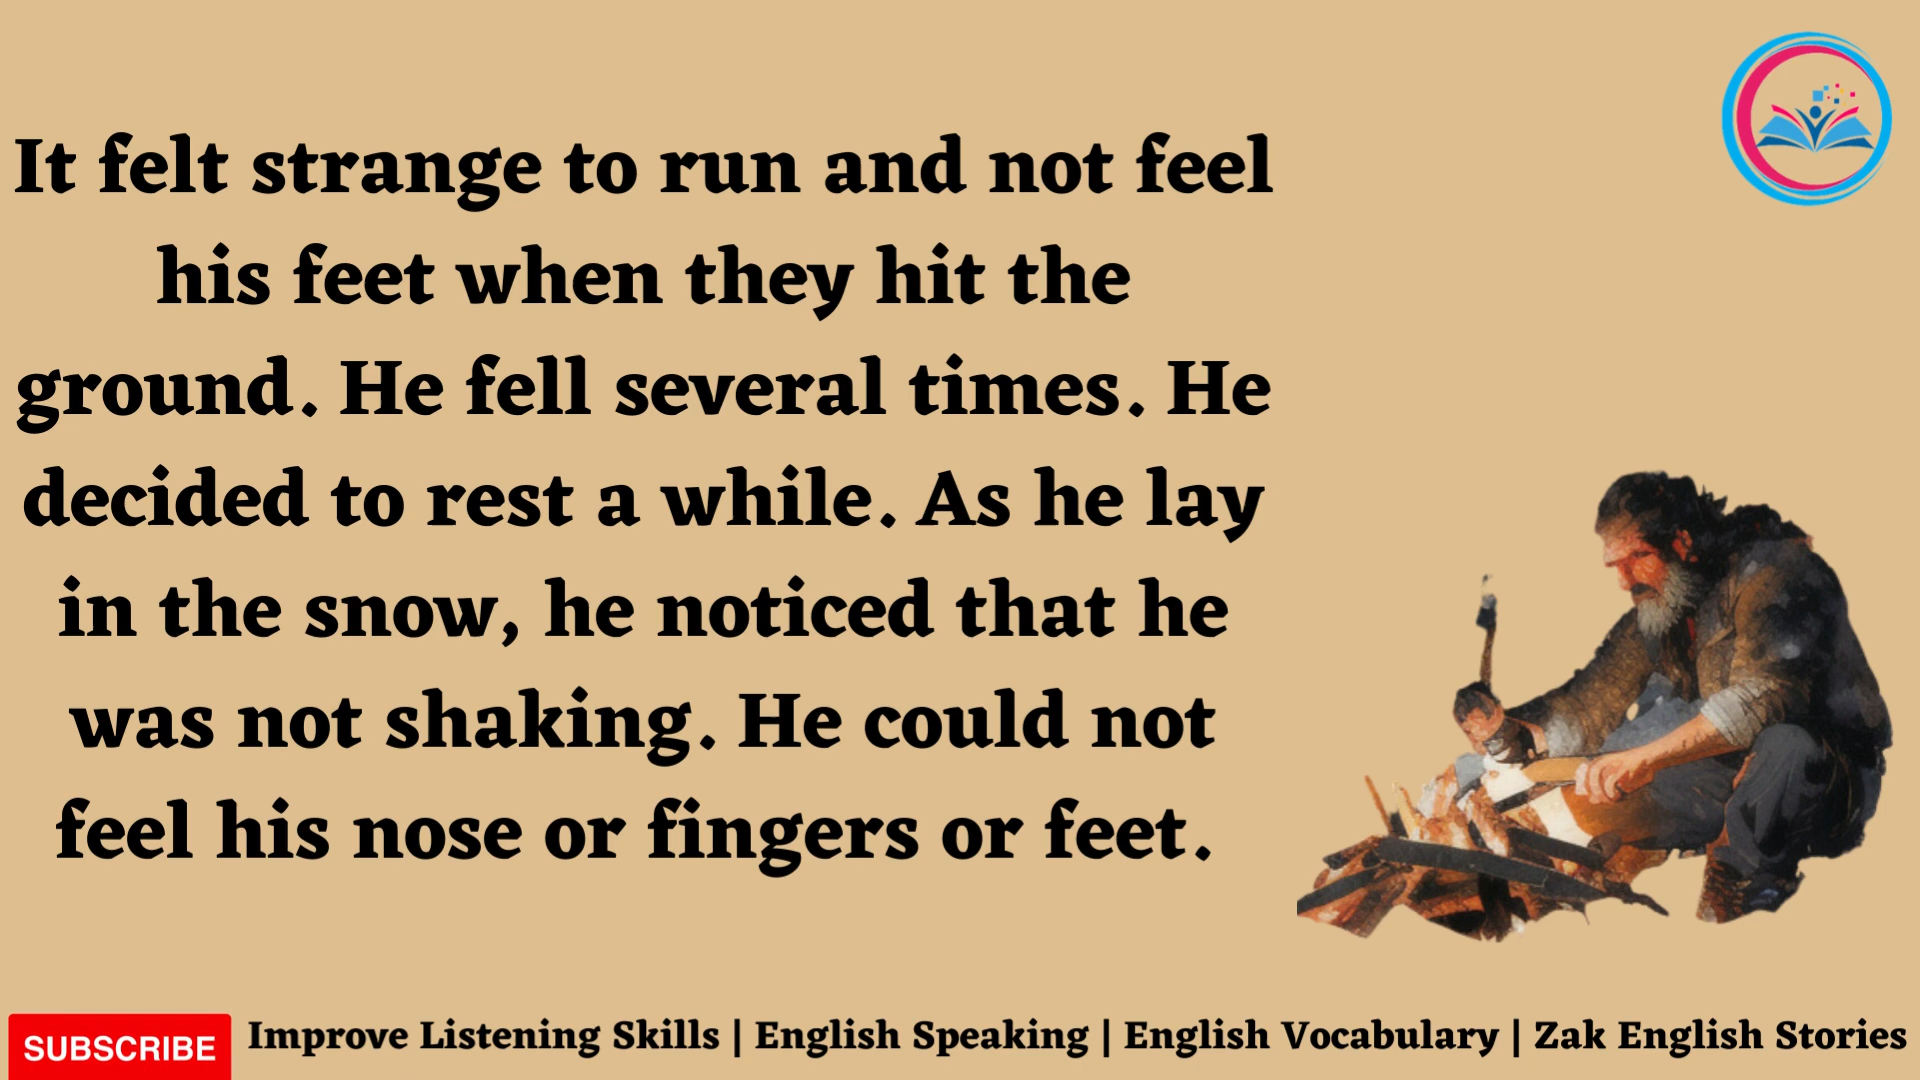 It felt strange to run and not feel
his feet when they hit the
ground. He fell several times. He
decided to rest a while. As he lay
in the snow, he noticed that he
was not shaking. He could not
feel his nose or fingers or feet.
SUBSCRIBE Improve Listening Skills | English Speaking | English Vocabulary | Zak English Stories